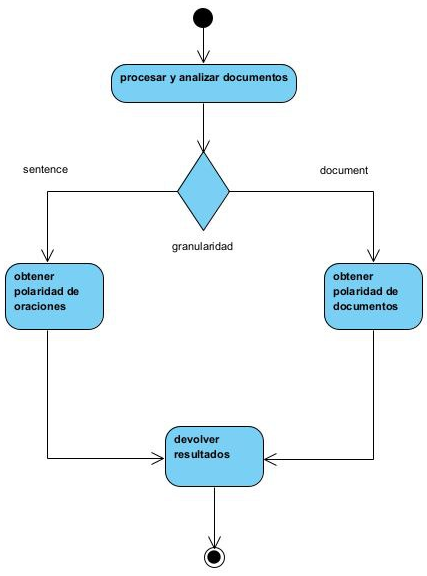 procesar y analizar documentos
sentence
document
granularidad
obtener
polaridad de
oraciones
obtener
polaridad de
documentos
devolver
resultados